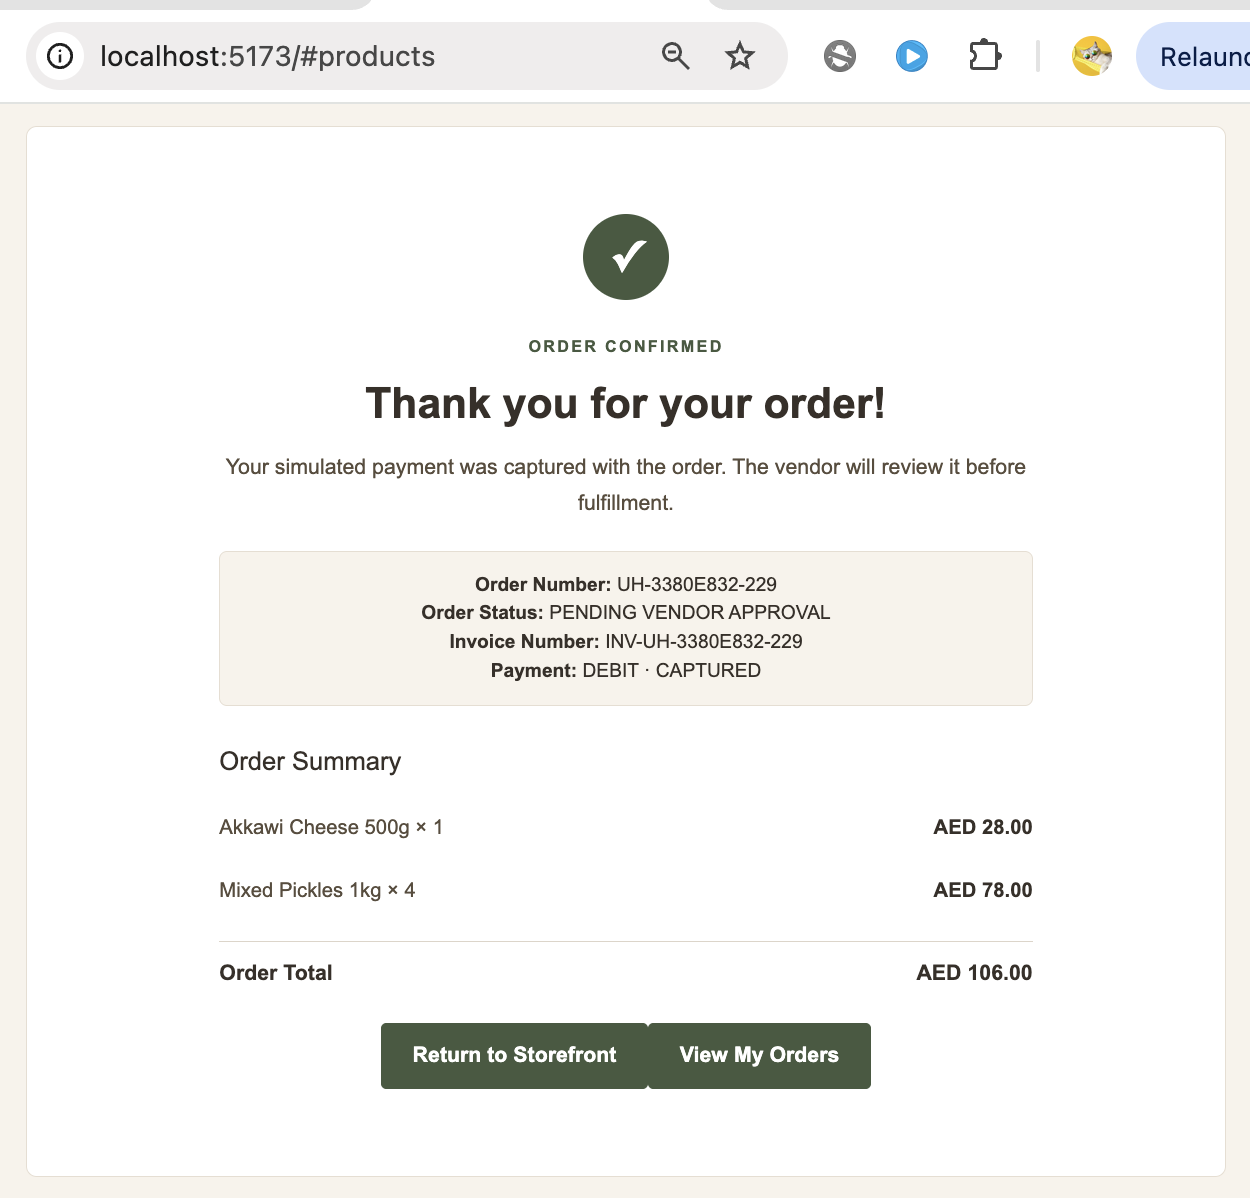 localhost:5173/#products
Relaunc
ORDER CONFIRMED
Thank you for your order!
Your simulated payment was captured with the order. The vendor will review it before
fulfillment.
Order Number: UH-3380E832-229
Order Status: PENDING VENDOR APPROVAL
Invoice Number: INV-UH-3380E832-229
Payment: DEBIT · CAPTURED
Order Summary
Akkawi Cheese 500g × 1 AED 28.00
Mixed Pickles 1kg × 4 AED 78.00
Order Total AED 106.00
Return to Storefront View My Orders